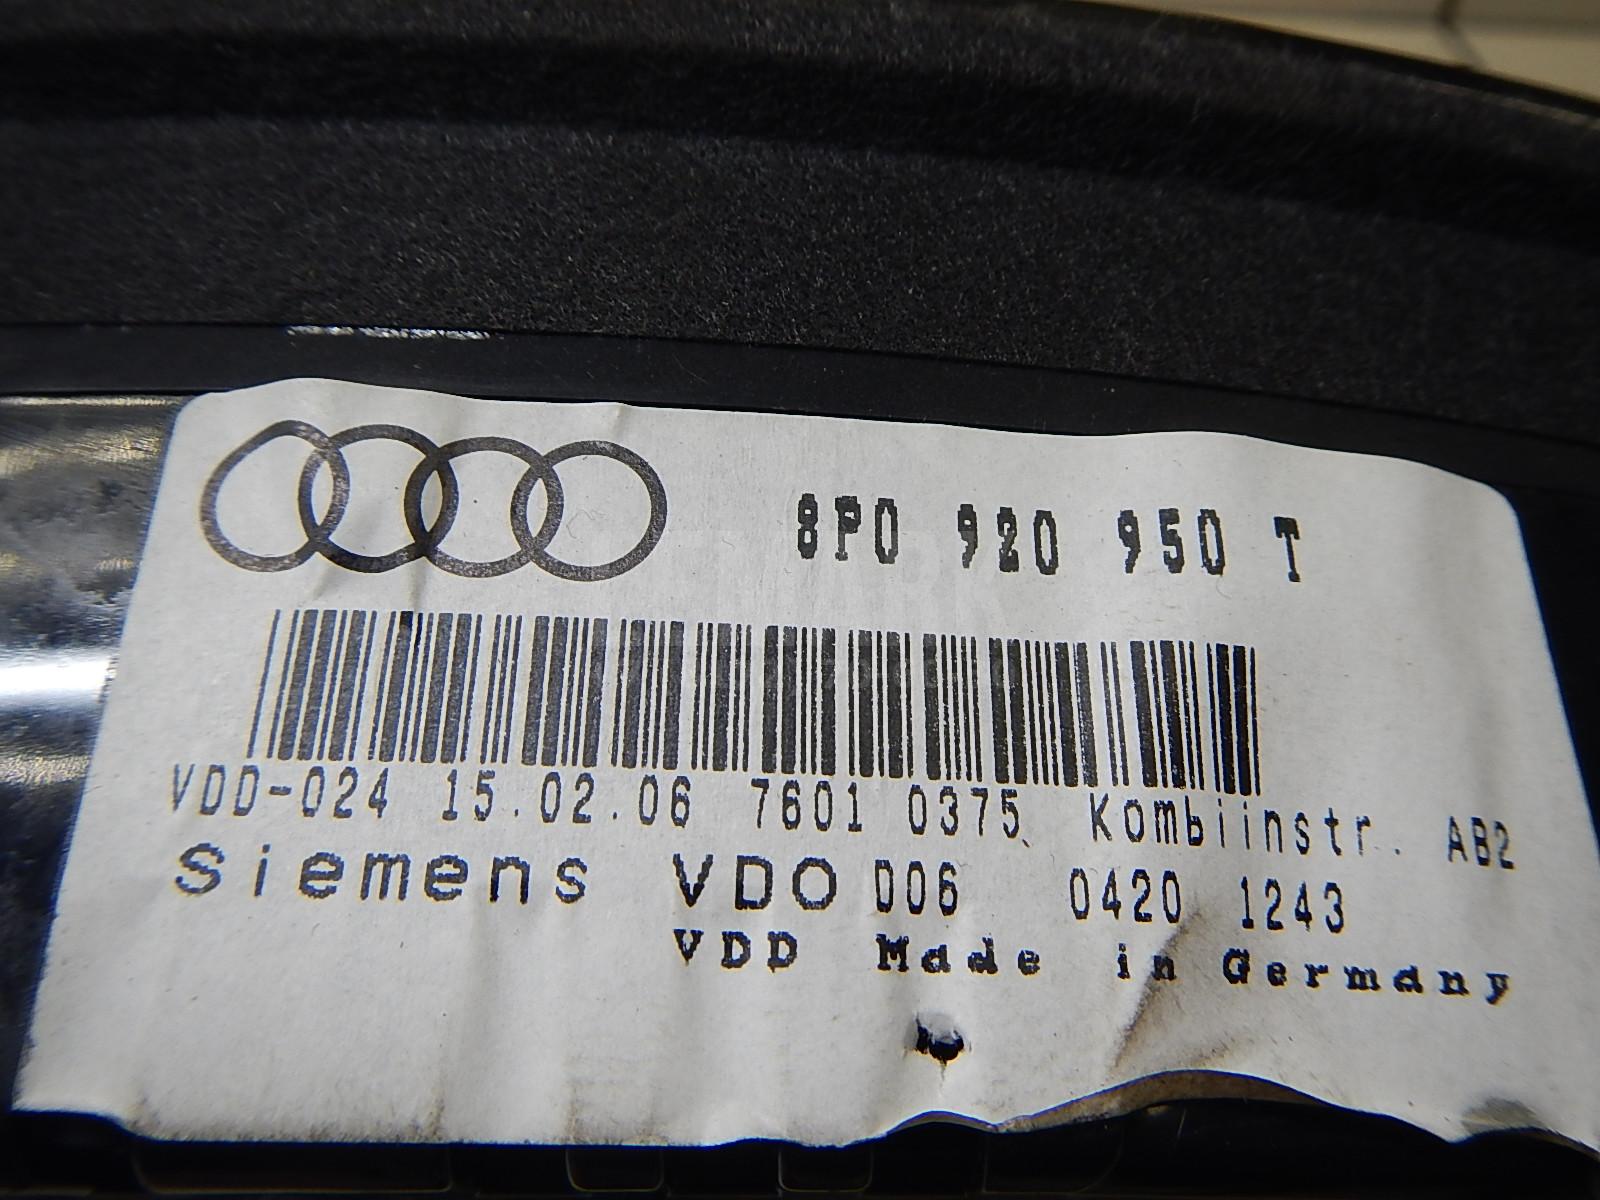 8P0 920 950 T
VDD-024 15.02.06 7601 0375 Kombiinstr. AB2
Siemens VDO D06 0420 1243
VDD Made in Germany